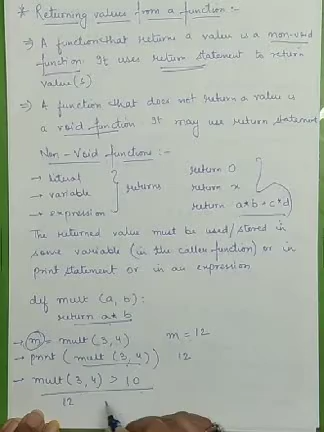 * Returning values from a function :-
⇒ A function that returns a value is a non-void
function. It uses return statement to return
value(s)
⇒ A function that does not return a value is
a void function. It may use return statement
Non-Void functions :-
→ literal
→ variable
→ expression
returns
return 0
return x
return a*b+c*d
The returned value must be used/stored in
some variable (in the caller function) or in
print statement or in an expression
def mult (a, b):
return a*b
→ m = mult(3,4)    m = 12
→ print (mult (3,4))    12
→ mult(3,4) > 10
12